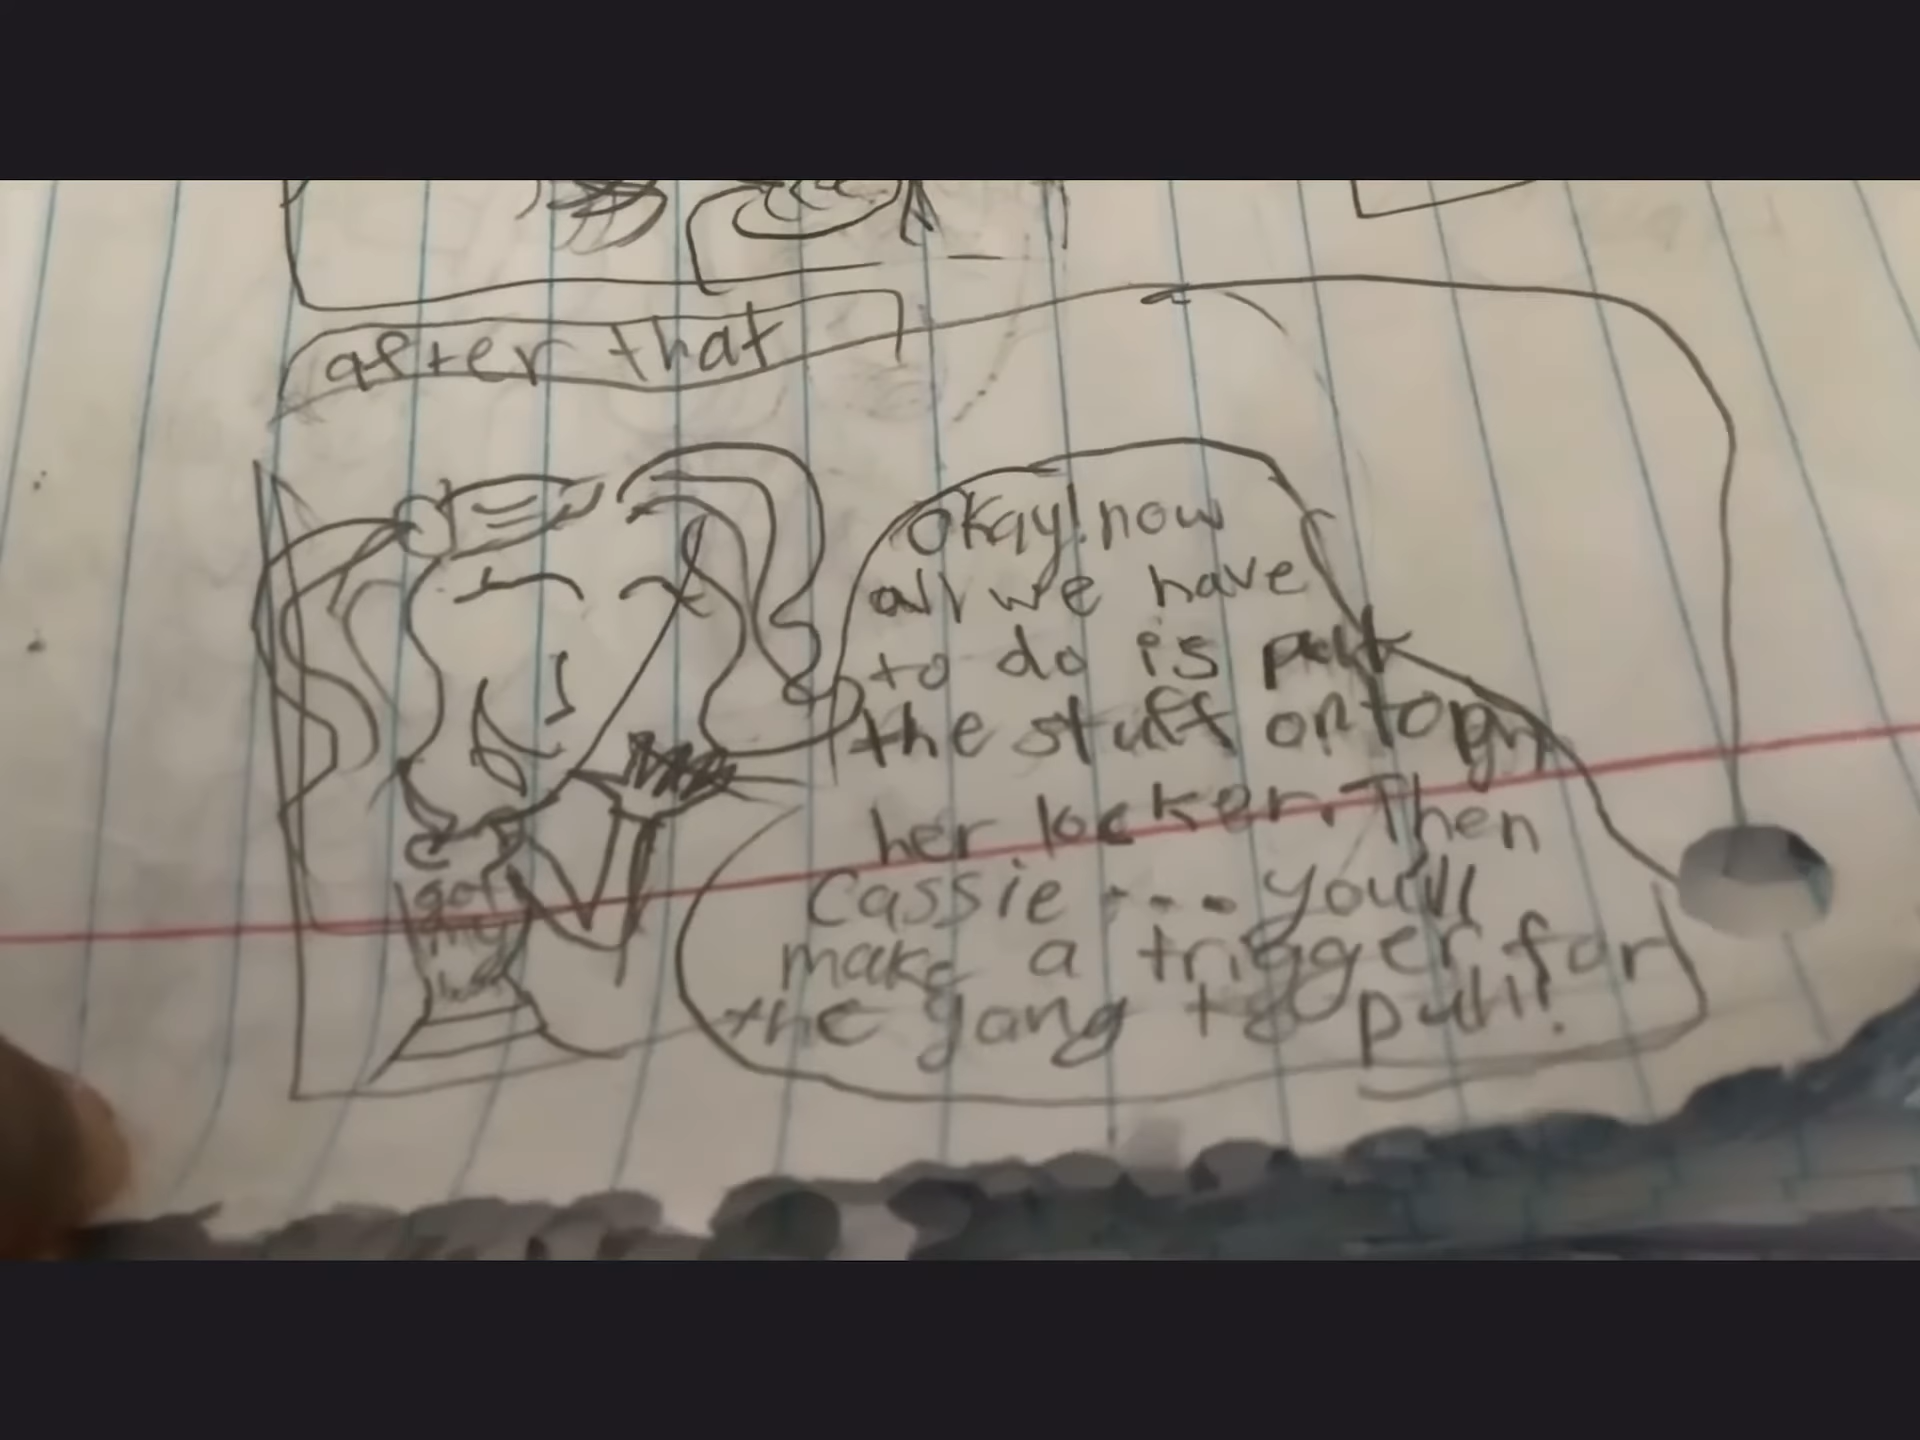 after that
okay! now
all we have
to do is put
the stuff on top
her locker. Then
Cassie .... you'll
make a trigger for
the gang to pull!
got